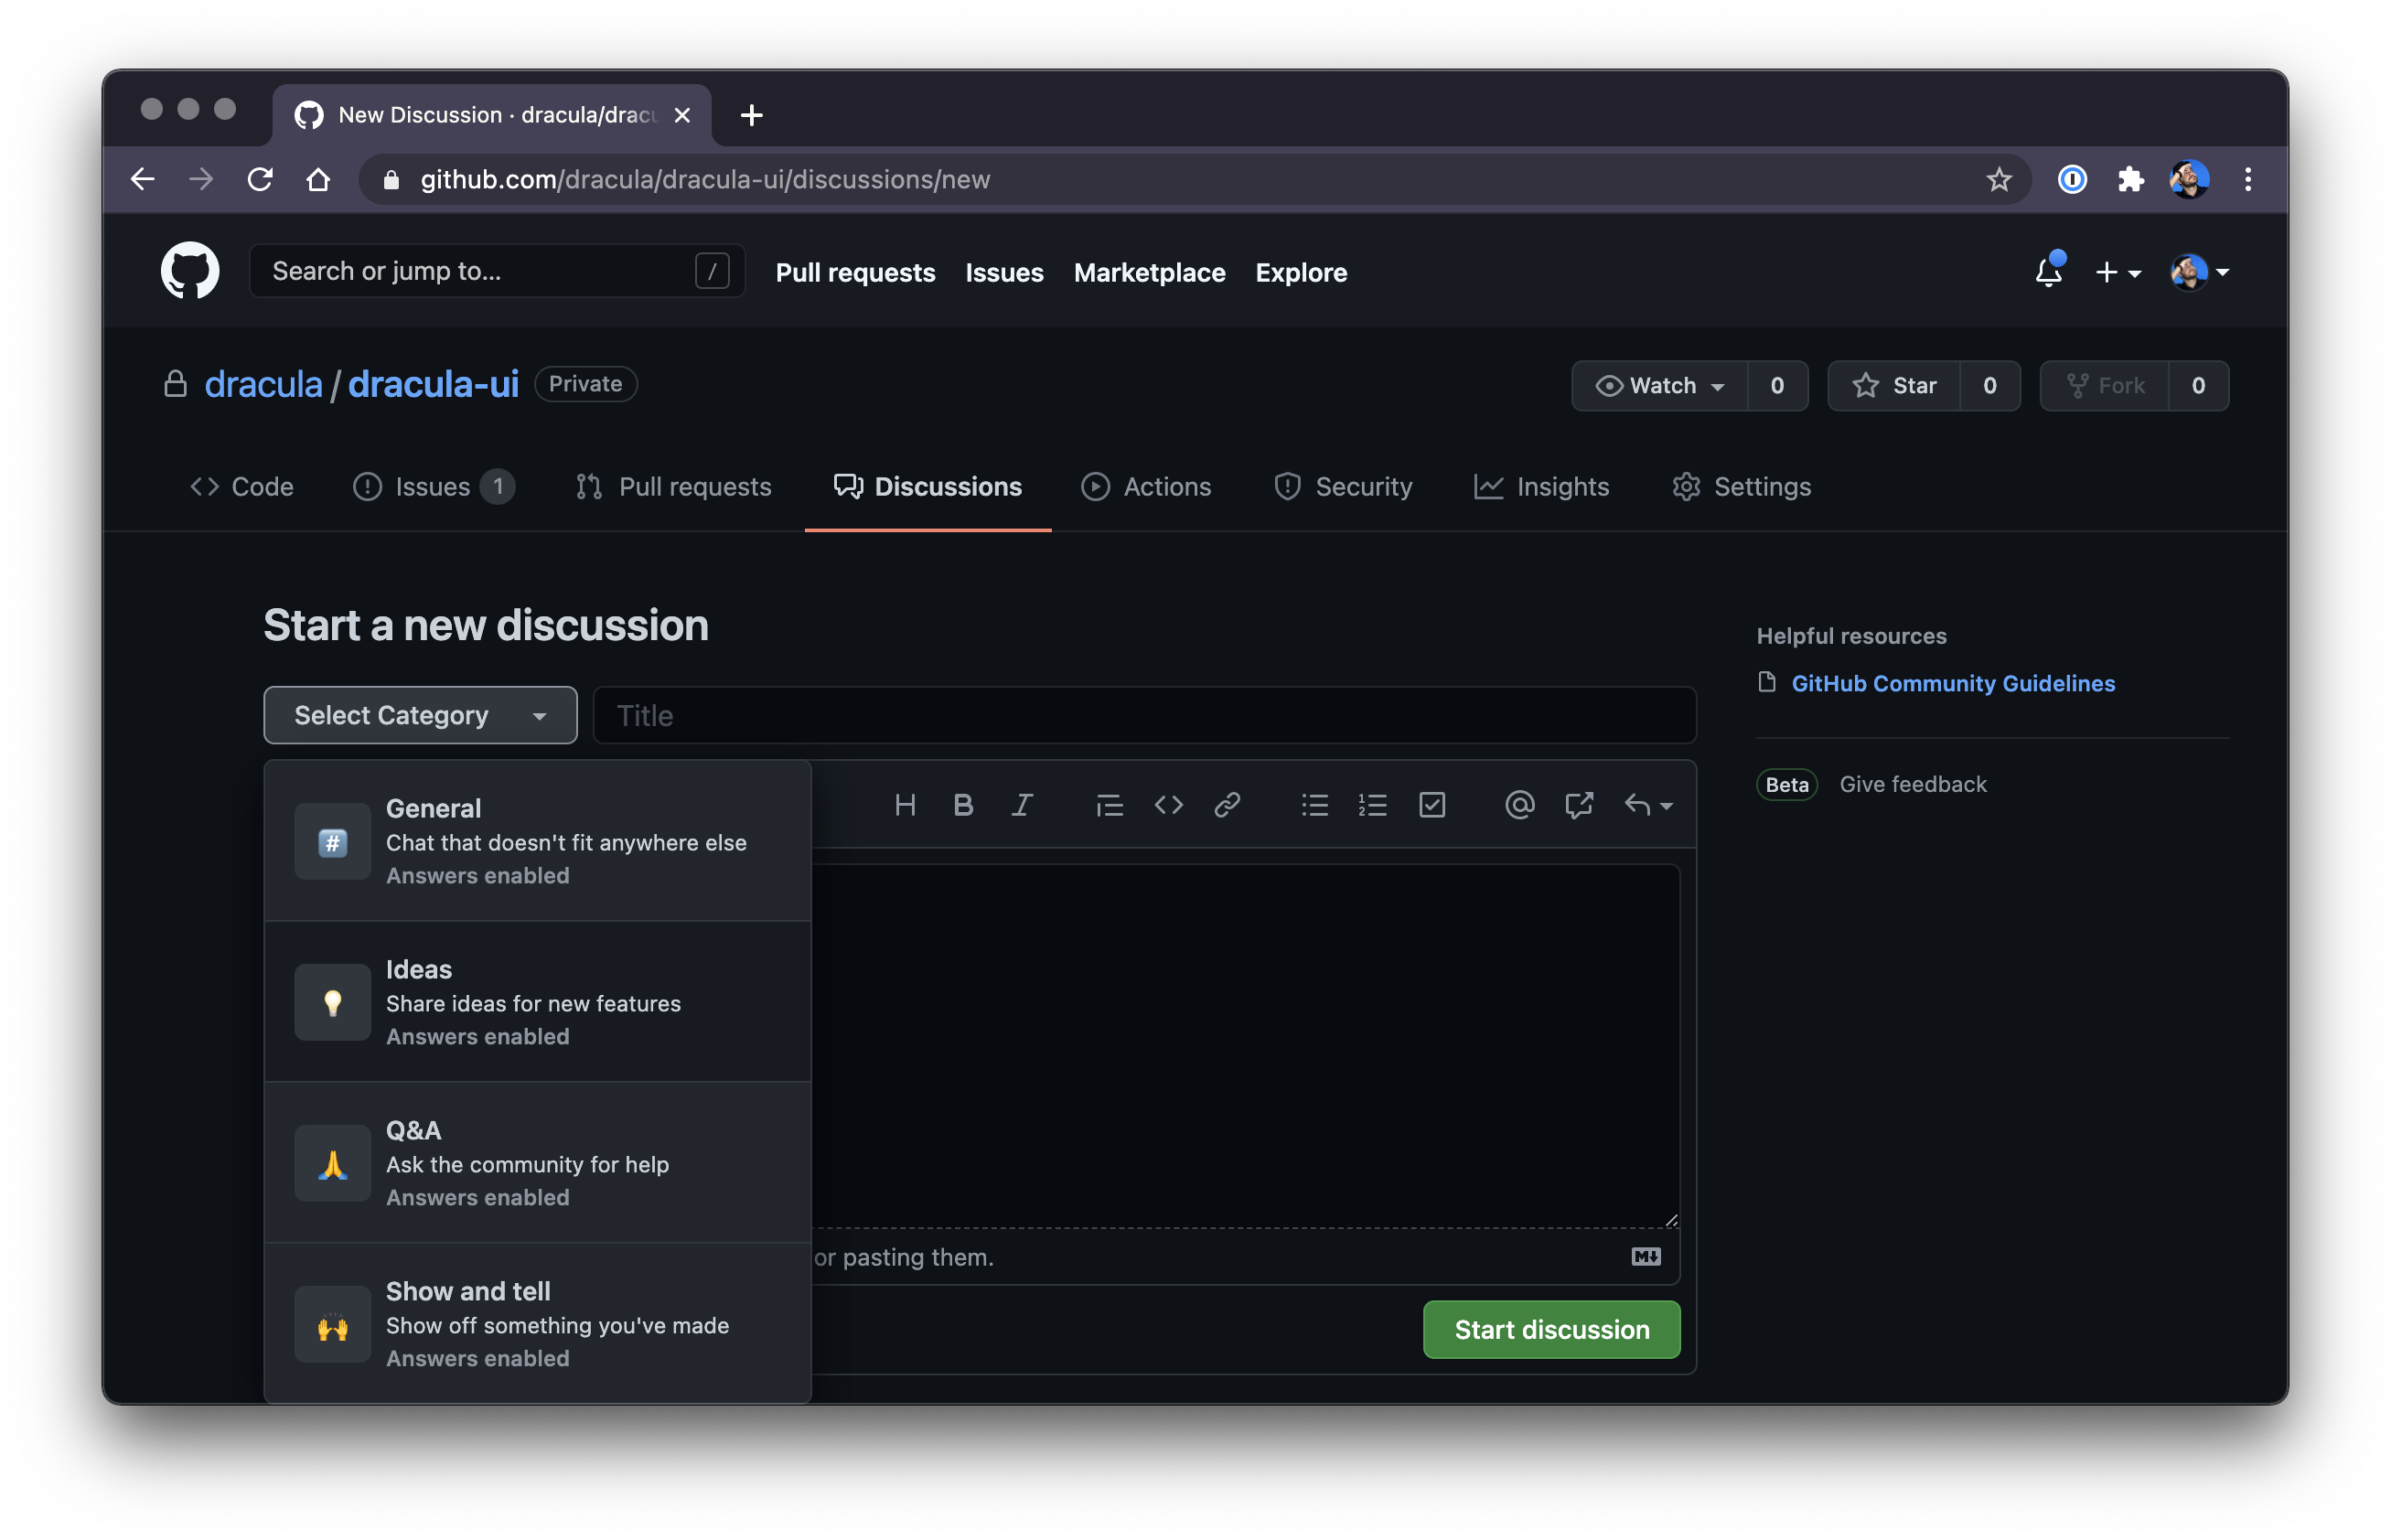 New Discussion · dracula/dracu
github.com/dracula/dracula-ui/discussions/new
Search or jump to... /
Pull requests Issues Marketplace Explore
dracula / dracula-ui Private
Watch 0 Star 0 Fork 0
Code Issues 1 Pull requests Discussions Actions Security Insights Settings
Start a new discussion
Select Category Title
General
Chat that doesn't fit anywhere else
Answers enabled
Ideas
Share ideas for new features
Answers enabled
Q&A
Ask the community for help
Answers enabled
Show and tell
Show off something you've made
Answers enabled
or pasting them.
Start discussion
Helpful resources
GitHub Community Guidelines
Beta Give feedback